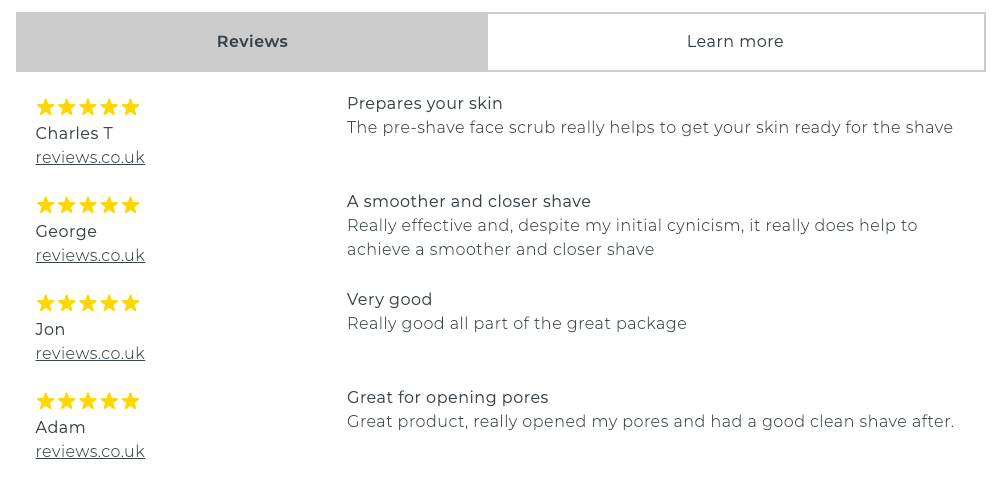 Reviews
Learn more
Charles T
reviews.co.uk
Prepares your skin
The pre-shave face scrub really helps to get your skin ready for the shave
George
reviews.co.uk
A smoother and closer shave
Really effective and, despite my initial cynicism, it really does help to
achieve a smoother and closer shave
Jon
reviews.co.uk
Very good
Really good all part of the great package
Adam
reviews.co.uk
Great for opening pores
Great product, really opened my pores and had a good clean shave after.